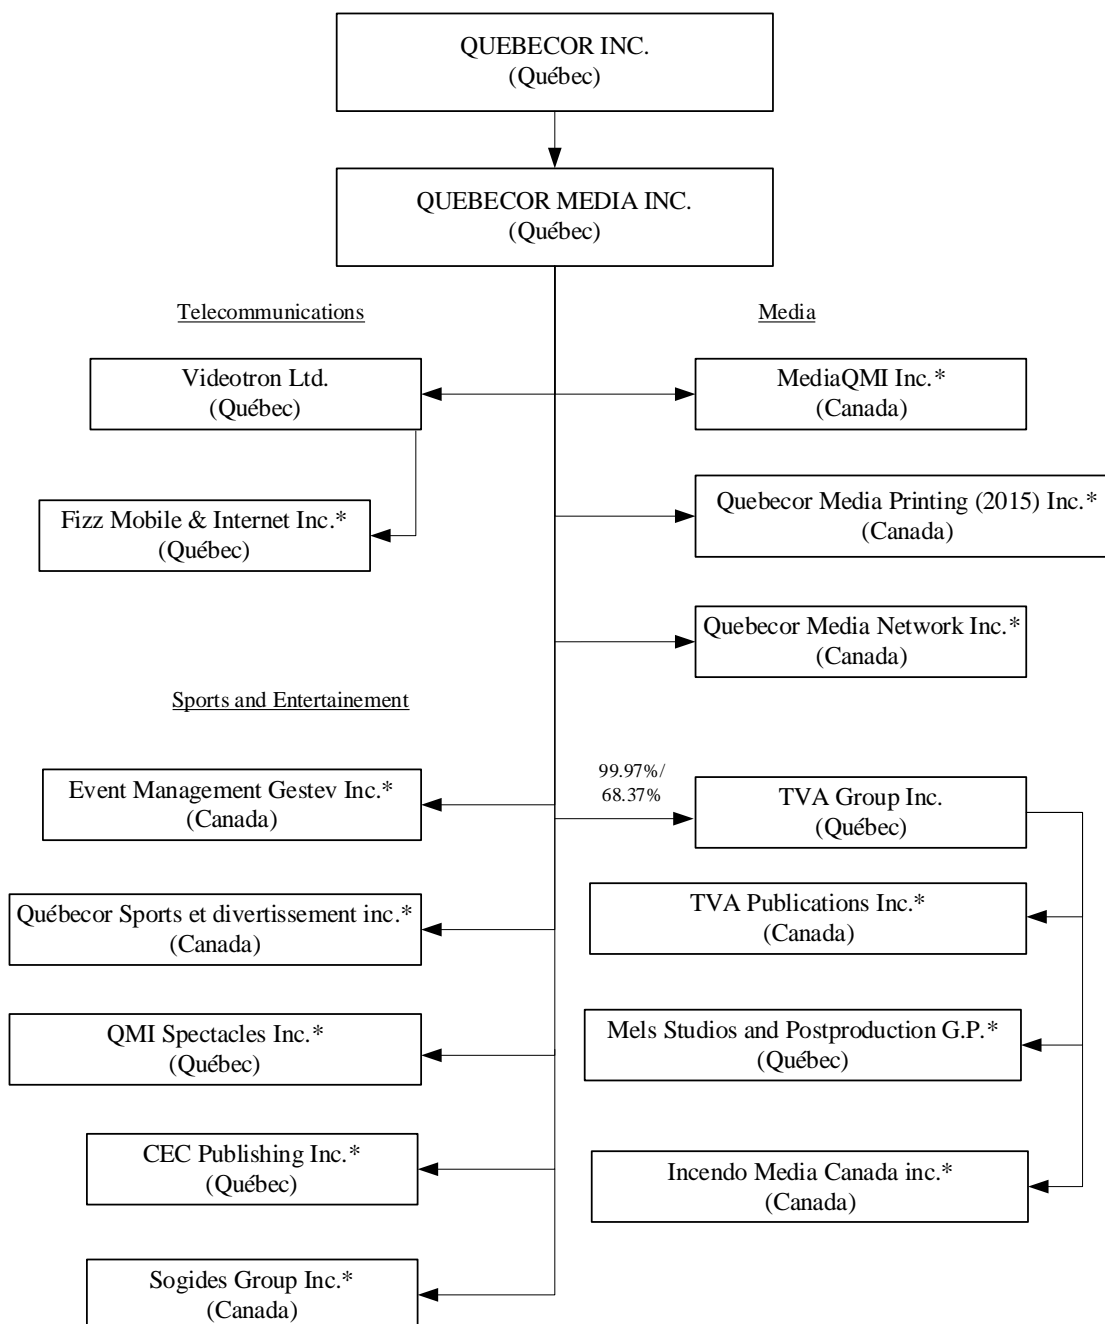 QUEBECOR INC.
(Québec)
QUEBECOR MEDIA INC.
(Québec)
Telecommunications
Media
Videotron Ltd.
(Québec)
MediaQMI Inc.*
(Canada)
Fizz Mobile & Internet Inc.*
(Québec)
Quebecor Media Printing (2015) Inc.*
(Canada)
Quebecor Media Network Inc.*
(Canada)
Sports and Entertainement
Event Management Gestev Inc.*
(Canada)
99.97%/
68.37%
TVA Group Inc.
(Québec)
Québecor Sports et divertissement inc.*
(Canada)
TVA Publications Inc.*
(Canada)
QMI Spectacles Inc.*
(Québec)
Mels Studios and Postproduction G.P.*
(Québec)
CEC Publishing Inc.*
(Québec)
Incendo Media Canada inc.*
(Canada)
Sogides Group Inc.*
(Canada)